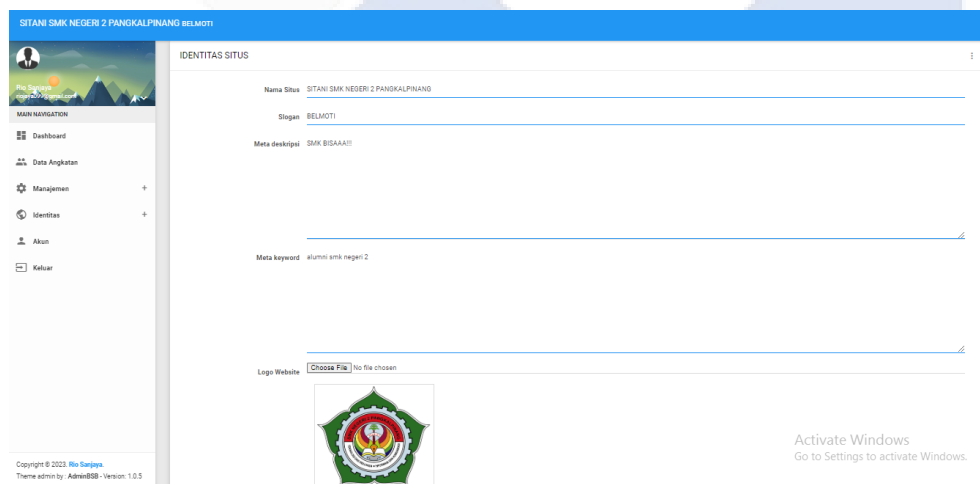 SITANI SMK NEGERI 2 PANGKALPINANG BELMOTI
Rio Sanjaya
MAIN NAVIGATION
Dashboard
Data Angkatan
Manajemen +
Identitas +
Akun
Keluar
Copyright © 2023. Rio Sanjaya.
Theme admin by : AdminBSB - Version: 1.0.5
IDENTITAS SITUS
Nama Situs SITANI SMK NEGERI 2 PANGKALPINANG
Slogan BELMOTI
Meta deskripsi SMK BISAAA!!!
Meta keyword alumni smk negeri 2
Logo Website Choose File No file chosen
Activate Windows
Go to Settings to activate Windows.